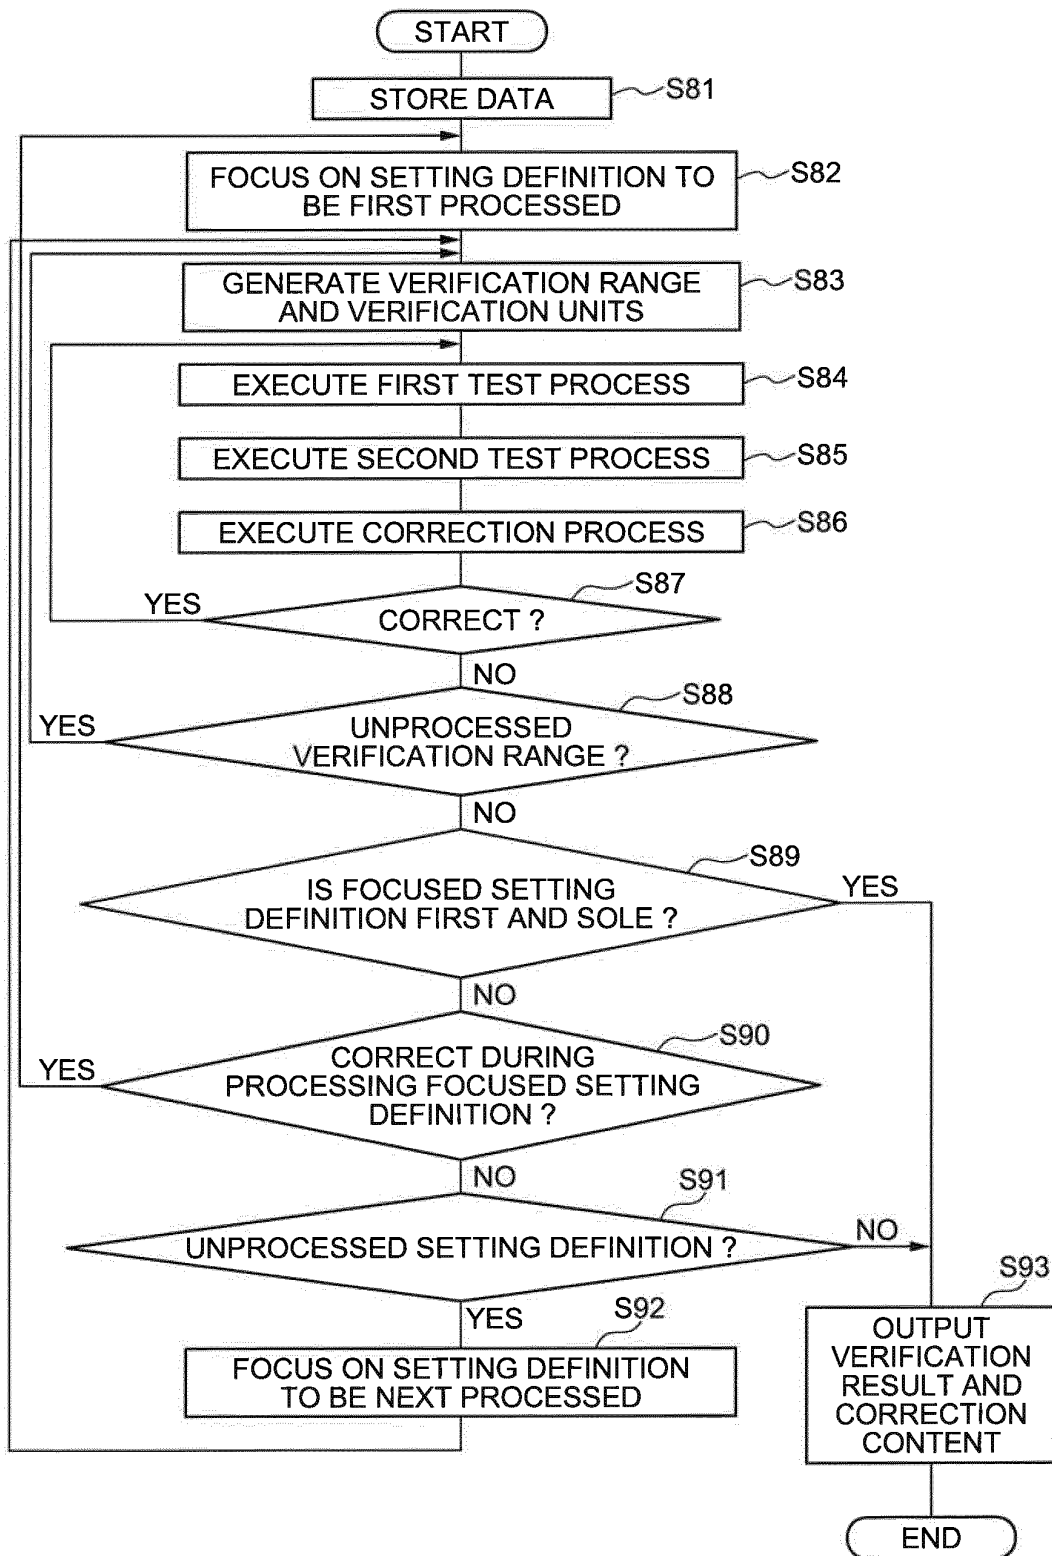 START
STORE DATA
S81
FOCUS ON SETTING DEFINITION TO
BE FIRST PROCESSED
S82
GENERATE VERIFICATION RANGE
AND VERIFICATION UNITS
S83
EXECUTE FIRST TEST PROCESS
S84
EXECUTE SECOND TEST PROCESS
S85
EXECUTE CORRECTION PROCESS
S86
S87
YES
CORRECT ?
NO
S88
YES
UNPROCESSED
VERIFICATION RANGE ?
NO
S89
IS FOCUSED SETTING
DEFINITION FIRST AND SOLE ?
YES
NO
S90
YES
CORRECT DURING
PROCESSING FOCUSED SETTING
DEFINITION ?
NO
S91
UNPROCESSED SETTING DEFINITION ?
NO
YES
S92
FOCUS ON SETTING DEFINITION
TO BE NEXT PROCESSED
S93
OUTPUT
VERIFICATION
RESULT AND
CORRECTION
CONTENT
END